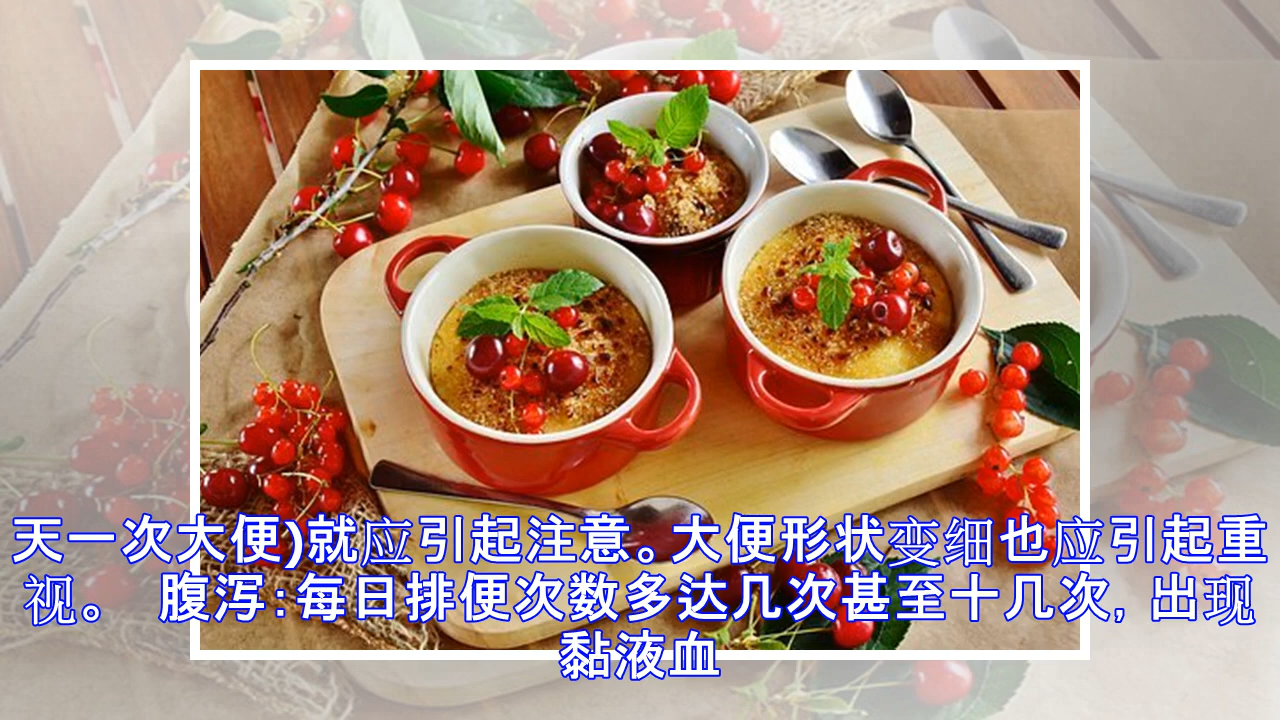 天一次大便)就应引起注意。大便形状变细也应引起重
视。 腹泻:每日排便次数多达几次甚至十几次, 出现
黏液血